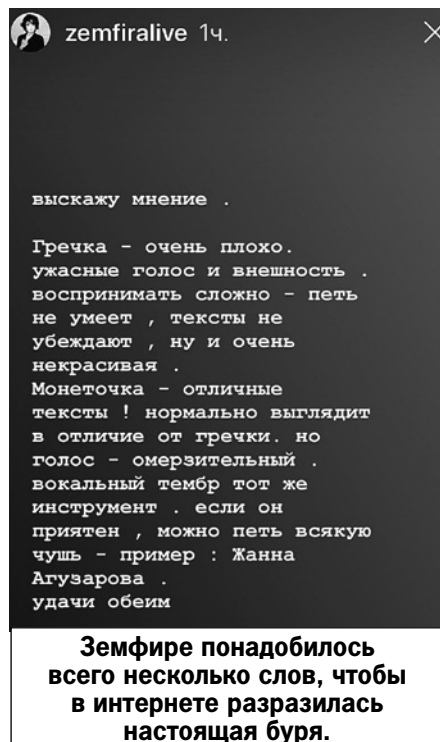 zemfiralive 1ч.
выскажу мнение .
Гречка - очень плохо.
ужасные голос и внешность .
воспринимать сложно - петь
не умеет , тексты не
убеждают , ну и очень
некрасивая .
Монеточка - отличные
тексты ! нормально выглядит
в отличие от гречки. но
голос - омерзительный .
вокальный тембр тот же
инструмент . если он
приятен , можно петь всякую
чушь - пример : Жанна
Агузарова .
удачи обеим
Земфире понадобилось
всего несколько слов, чтобы
в интернете разразилась
настоящая буря.